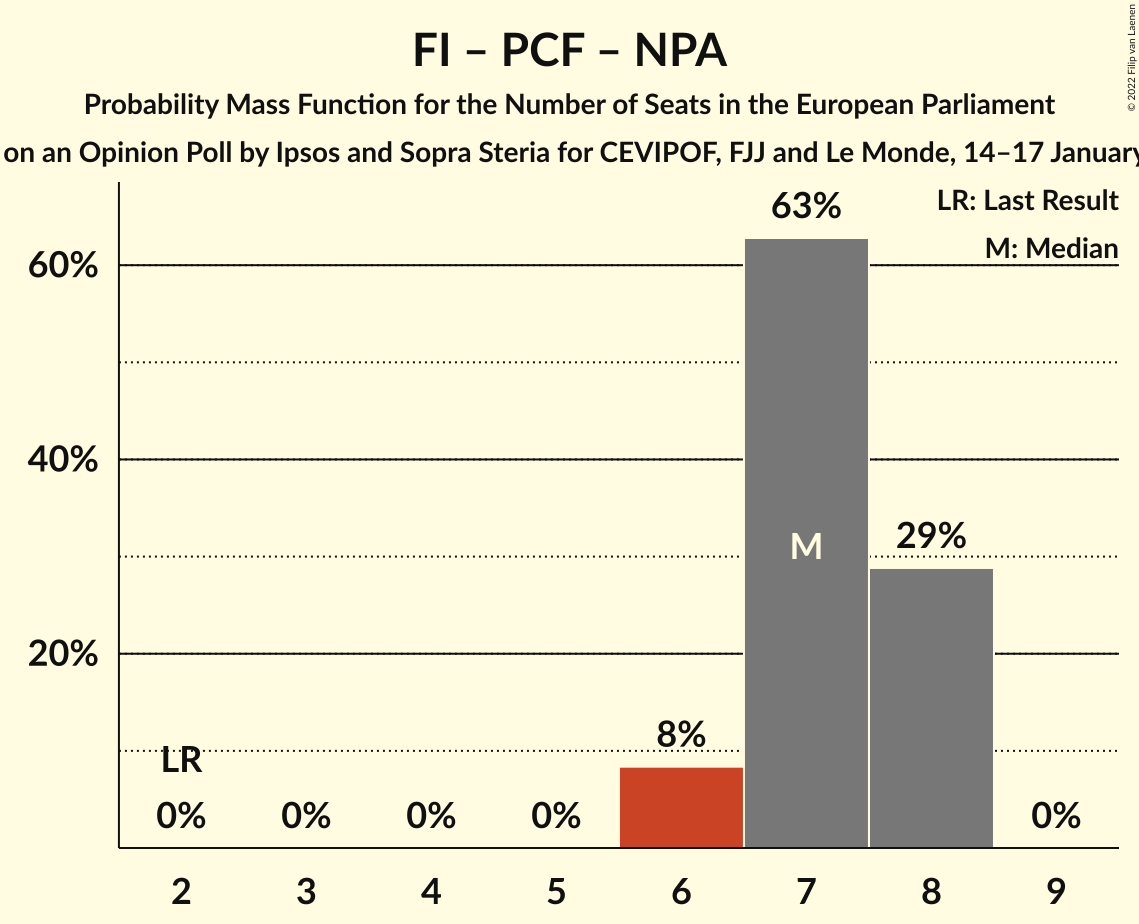 FI – PCF – NPA
Probability Mass Function for the Number of Seats in the European Parliament
on an Opinion Poll by Ipsos and Sopra Steria for CEVIPOF, FJJ and Le Monde, 14–17 January
© 2022 Filip van Laenen
LR: Last Result
M: Median
63%
60%
40%
M
29%
20%
8%
LR
0%
0%
0%
0%
0%
2
3
4
5
6
7
8
9